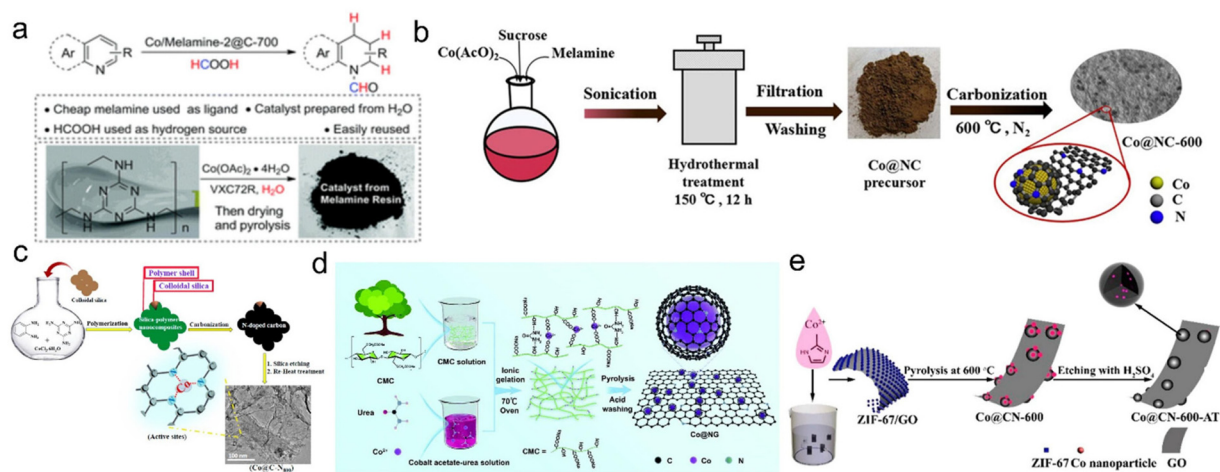 a
Co/Melamine-2@C-700
Ar
N
R
HCOOH
Ar
N
CHO
H
H
R
H
• Cheap melamine used as ligand • Catalyst prepared from H₂O
• HCOOH used as hydrogen source • Easily reused
NH
N
N
N
N
H
N
H
n
Co(OAc)₂ • 4H₂O
VXC72R, H₂O
Then drying
and pyrolysis
Catalyst from
Melamine Resin
b
Sucrose
Co(AcO)₂
Melamine
Sonication
Hydrothermal
treatment
150 °C, 12 h
Filtration
Washing
Co@NC
precursor
Carbonization
600 °C, N₂
Co@NC-600
Co
C
N
c
Colloidal silica
Polymer shell
Colloidal silica
Polymerization
Silica-polymer
nanocomposites
Carbonization
N-doped carbon
1. Silica etching
2. Re Heat treatment
Co
(Active sites)
100 nm
d
CMC
CMC solution
Urea
Co²⁺
Cobalt acetate-urea solution
Ionic
gelation
70℃
Oven
CMC =
Pyrolysis
Acid
washing
Co@NG
C
Co
N
e
Co²⁺
HN
N
ZIF-67/GO
Pyrolysis at 600 °C
Co@CN-600
Etching with H₂SO₄
Co@CN-600-AT
ZIF-67
Co nanoparticle
GO